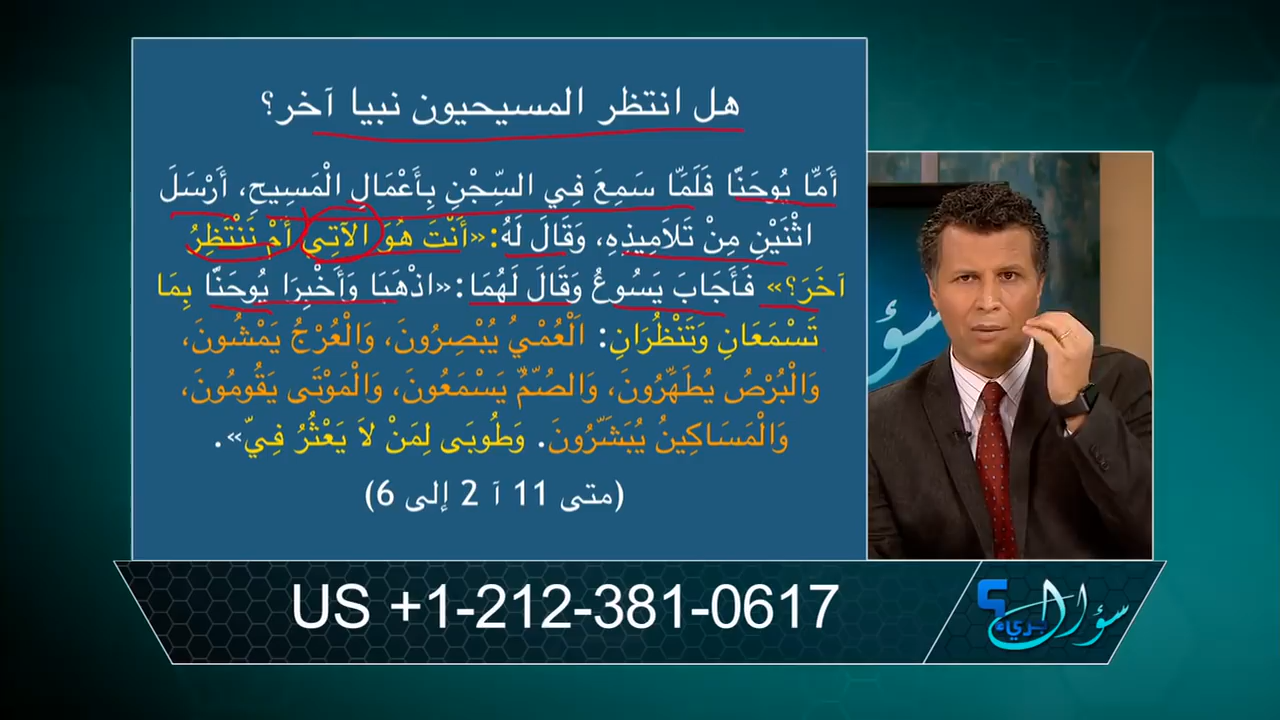 هل انتظر المسيحيون نبيا آخر؟
أَمَّا يُوحَنَّا فَلَمَّا سَمِعَ فِي السِّجْنِ بِأَعْمَالِ الْمَسِيحِ، أَرْسَلَ
اثْنَيْنِ مِنْ تَلاَمِيذِهِ، وَقَالَ لَهُ: «أَنْتَ هُوَ الآتِي أَمْ نَنْتَظِرُ
آخَرَ؟» فَأَجَابَ يَسُوعُ وَقَالَ لَهُمَا: «اذْهَبَا وَأَخْبِرَا يُوحَنَّا بِمَا
تَسْمَعَانِ وَتَنْظُرَانِ: اَلْعُمْيُ يُبْصِرُونَ، وَالْعُرْجُ يَمْشُونَ،
وَالْبُرْصُ يُطَهَّرُونَ، وَالصُّمُّ يَسْمَعُونَ، وَالْمَوْتَى يَقُومُونَ،
وَالْمَسَاكِينُ يُبَشَّرُونَ. وَطُوبَى لِمَنْ لاَ يَعْثُرُ فِيَّ».
(متى 11 آ 2 إلى 6)
سؤ
US +1-212-381-0617
سؤال جريء